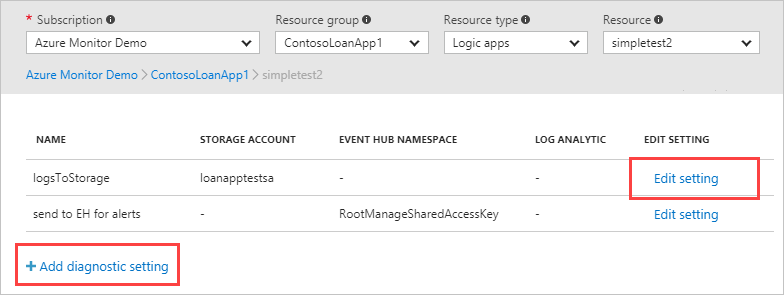 * Subscription Resource group Resource type Resource
Azure Monitor Demo ContosoLoanApp1 Logic apps simpletest2
Azure Monitor Demo > ContosoLoanApp1 > simpletest2
NAME STORAGE ACCOUNT EVENT HUB NAMESPACE LOG ANALYTIC EDIT SETTING
logsToStorage loanapptestsa - - Edit setting
send to EH for alerts - RootManageSharedAccessKey - Edit setting
+ Add diagnostic setting